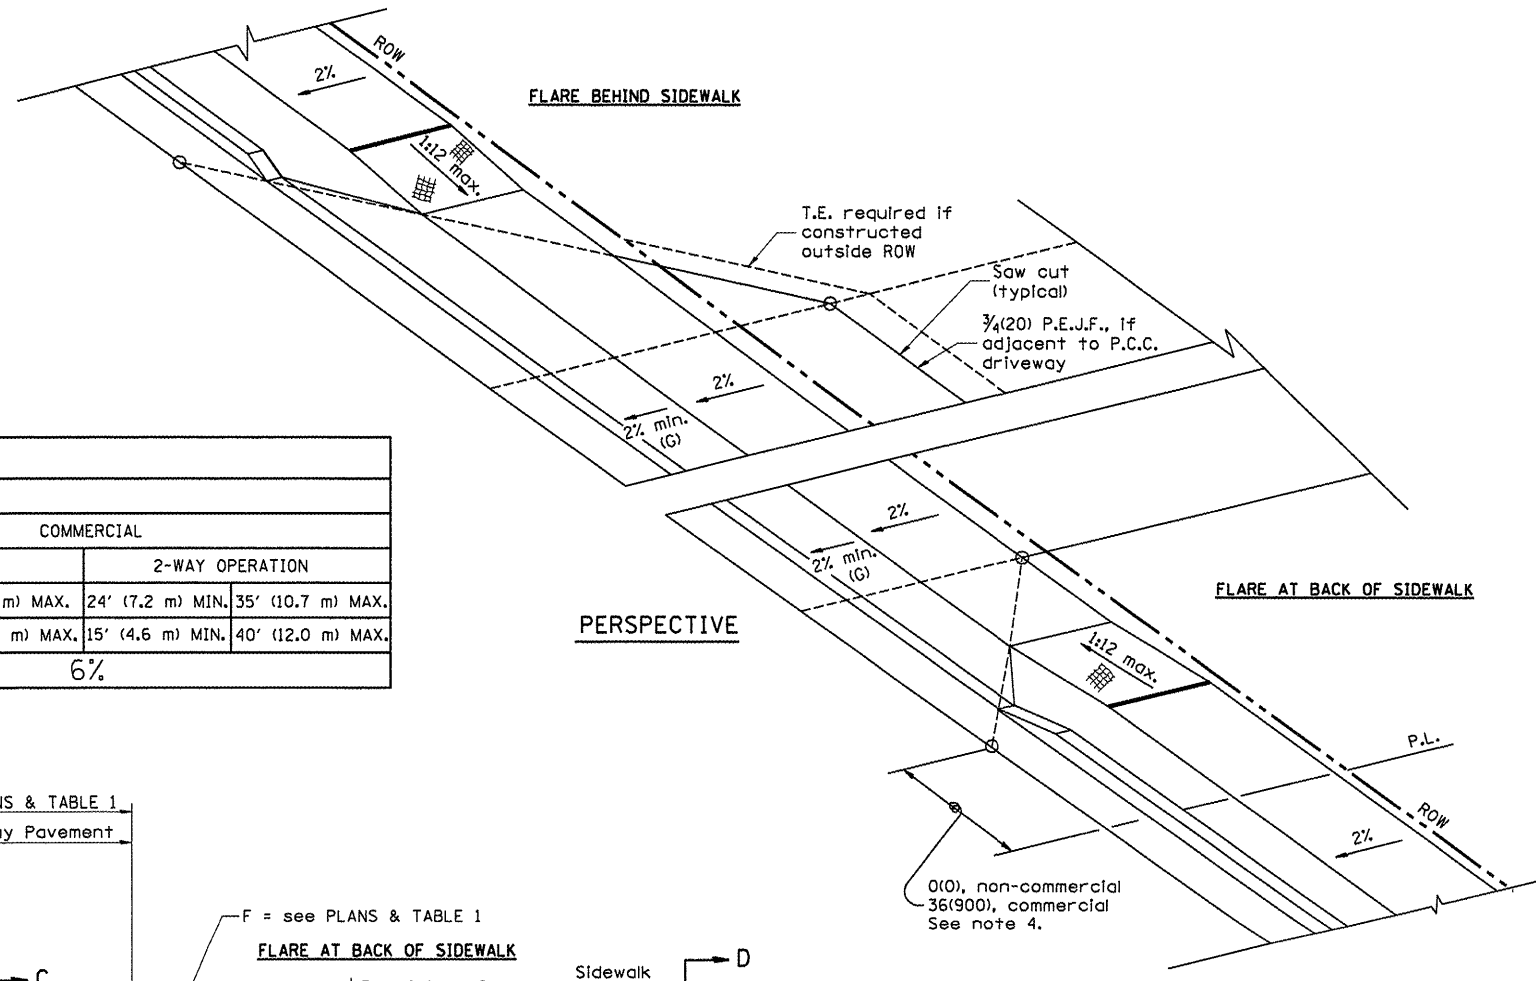 ROW
2%
FLARE BEHIND SIDEWALK
1:12 max.
T.E. required if
constructed
outside ROW
Saw cut
(typical)
¾(20) P.E.J.F., if
adjacent to P.C.C.
driveway
2%
2% min.
(G)
COMMERCIAL
2-WAY OPERATION
m) MAX. 24' (7.2 m) MIN. 35' (10.7 m) MAX.
m) MAX. 15' (4.6 m) MIN. 40' (12.0 m) MAX.
6%
2%
2% min.
(G)
PERSPECTIVE
FLARE AT BACK OF SIDEWALK
1:12 max.
P.L.
ROW
2%
0(0), non-commercial
36(900), commercial
See note 4.
NS & TABLE 1
ay Pavement
F = see PLANS & TABLE 1
FLARE AT BACK OF SIDEWALK
C
Sidewalk
D